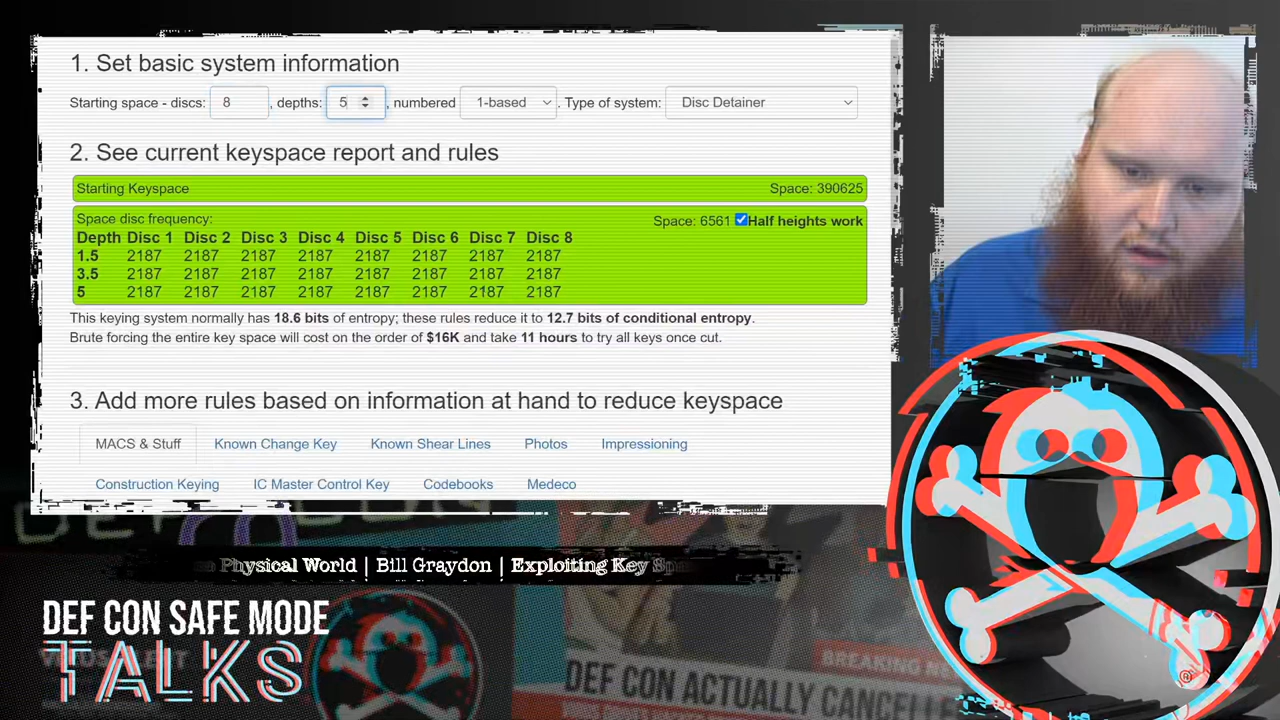 1. Set basic system information
Starting space - discs: 8 , depths: 5 , numbered 1-based . Type of system: Disc Detainer
2. See current keyspace report and rules
Starting Keyspace Space: 390625
Space disc frequency: Space: 6561 Half heights work
Depth Disc 1 Disc 2 Disc 3 Disc 4 Disc 5 Disc 6 Disc 7 Disc 8
1.5 2187 2187 2187 2187 2187 2187 2187 2187
3.5 2187 2187 2187 2187 2187 2187 2187 2187
5 2187 2187 2187 2187 2187 2187 2187 2187
This keying system normally has 18.6 bits of entropy; these rules reduce it to 12.7 bits of conditional entropy.
Brute forcing the entire key space will cost on the order of $16K and take 11 hours to try all keys once cut.
3. Add more rules based on information at hand to reduce keyspace
MACS & Stuff Known Change Key Known Shear Lines Photos Impressioning
Construction Keying IC Master Control Key Codebooks Medeco
DEF CON
Physical World | Bill Graydon | Exploiting Key
DEF CON SAFE MODE
TALKS
BREAKING
DEF CON ACTUALLY
®